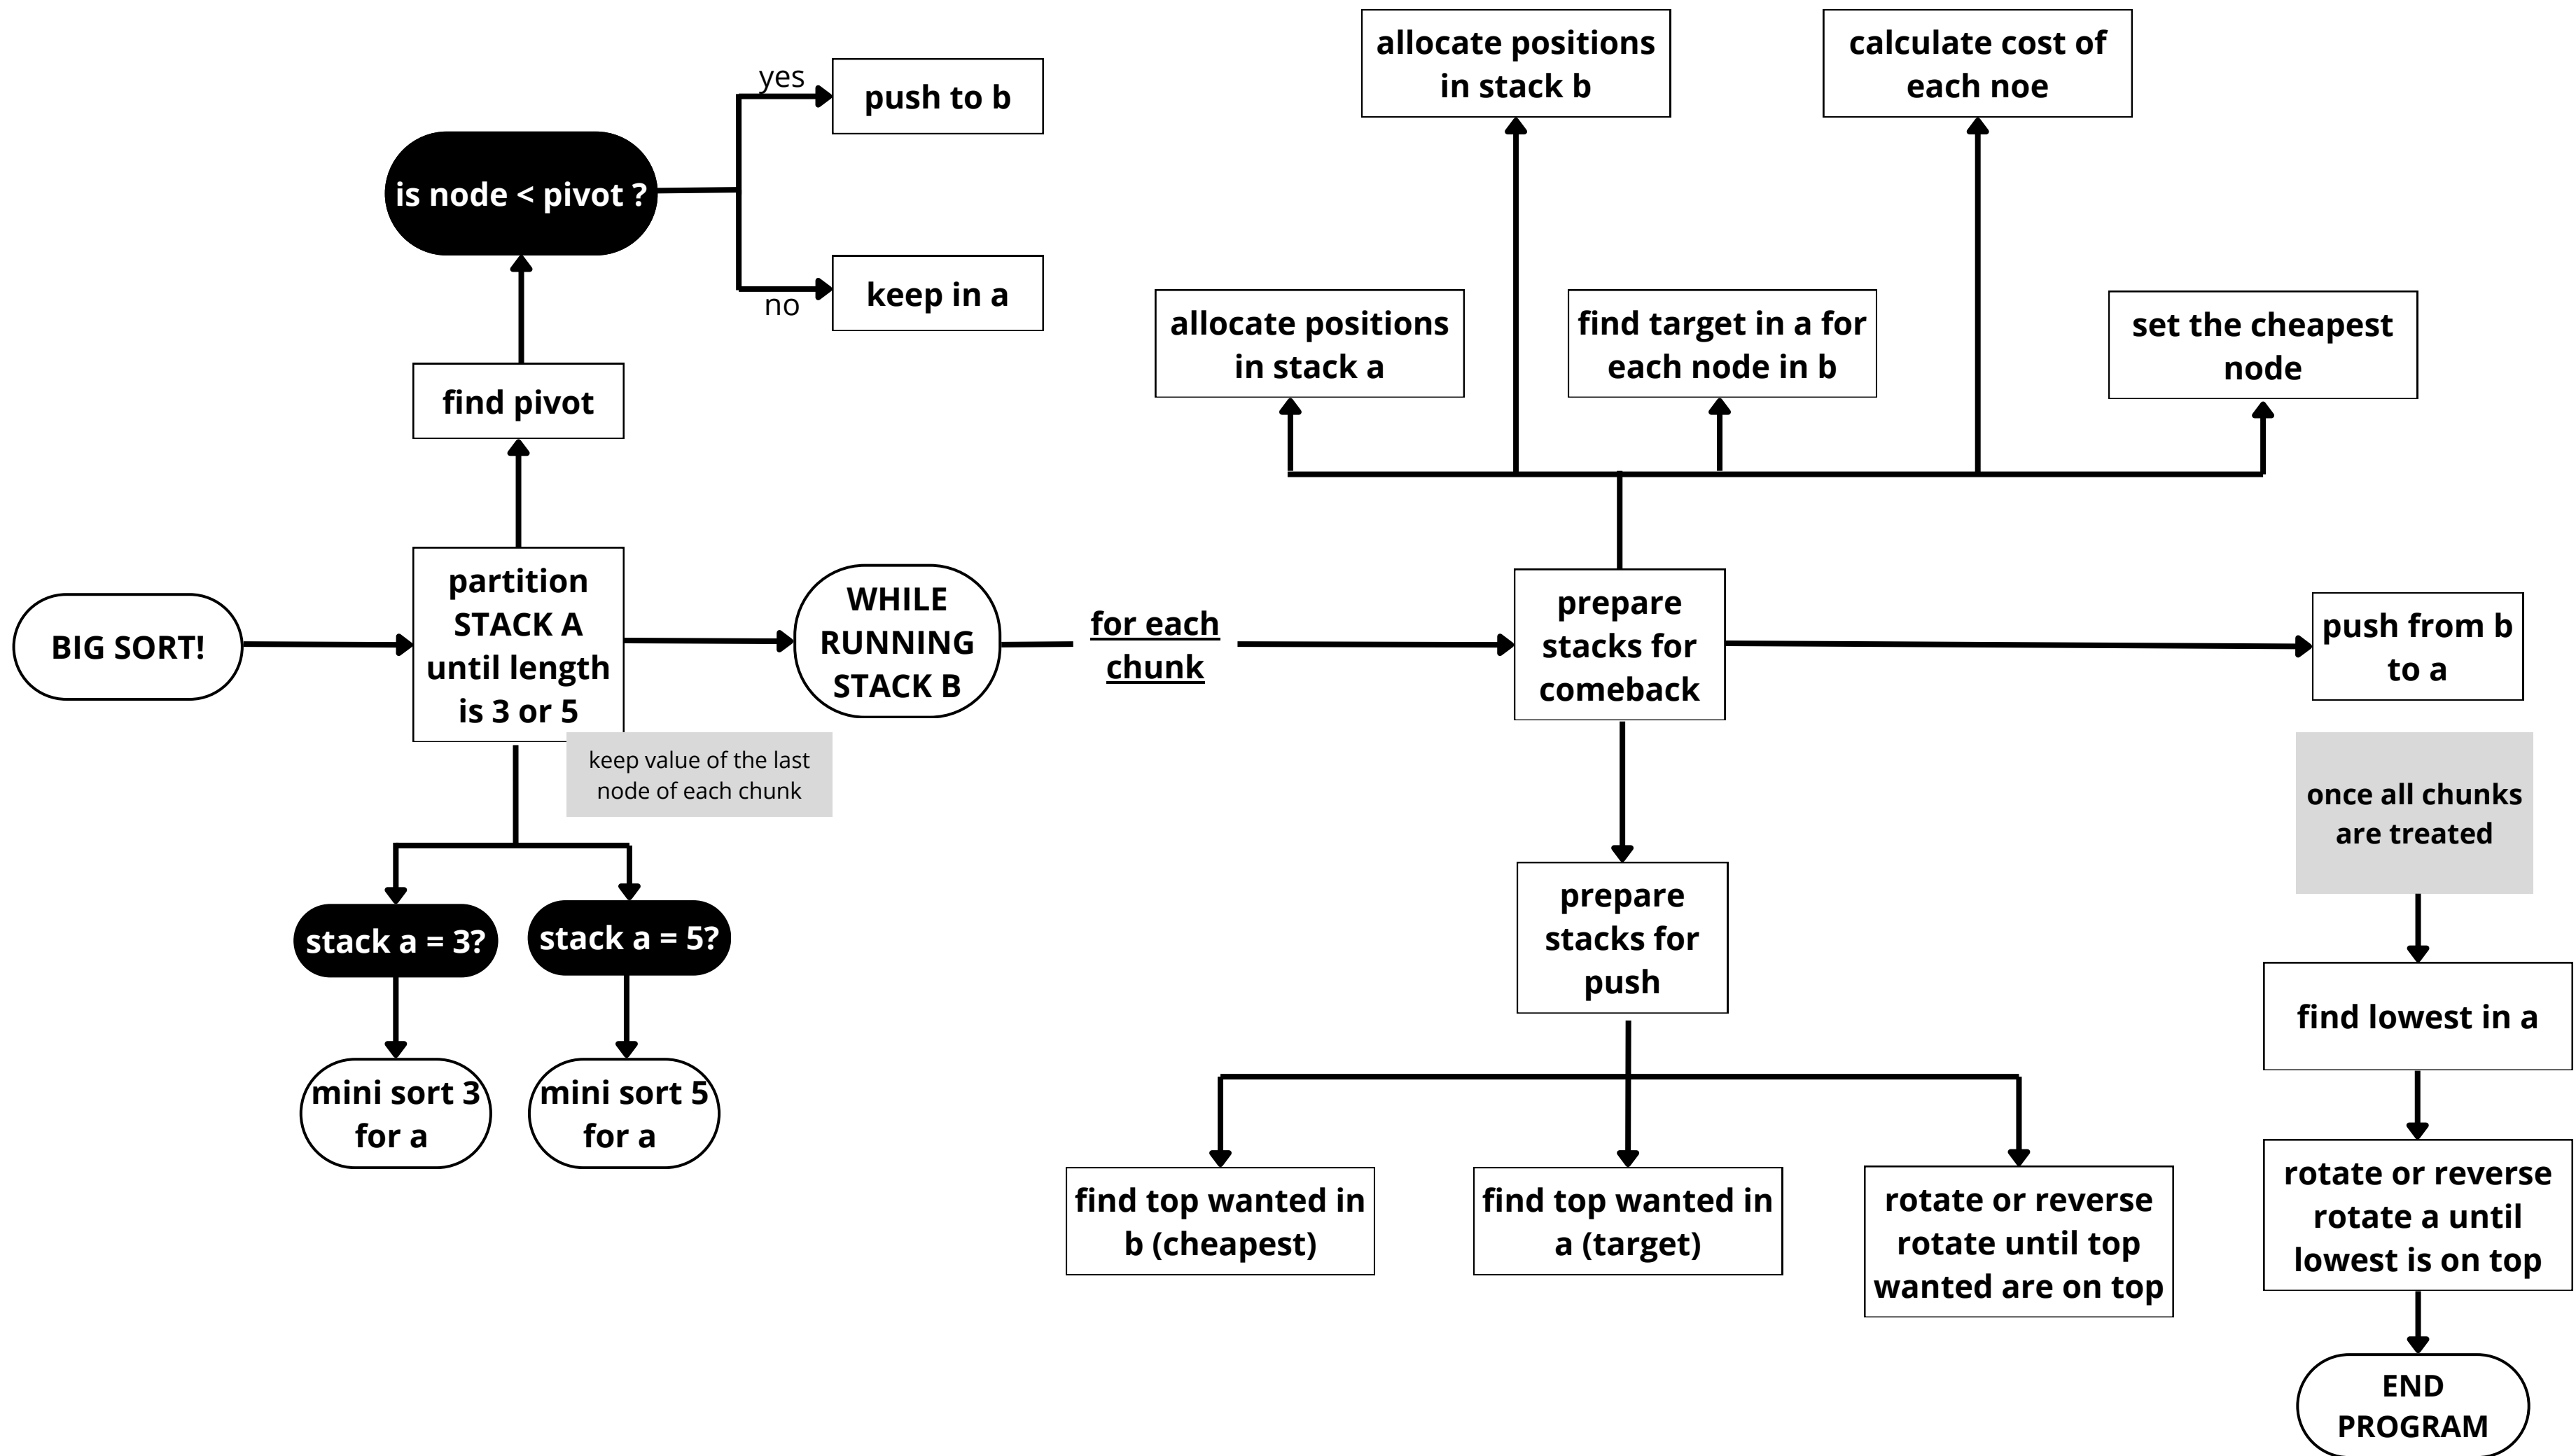 allocate positions
in stack b
calculate cost of
each noe
yes
push to b
is node < pivot ?
no
keep in a
allocate positions
in stack a
find target in a for
each node in b
set the cheapest
node
find pivot
BIG SORT!
partition
STACK A
until length
is 3 or 5
WHILE
RUNNING
STACK B
for each
chunk
prepare
stacks for
comeback
push from b
to a
keep value of the last
node of each chunk
once all chunks
are treated
stack a = 3?
stack a = 5?
prepare
stacks for
push
find lowest in a
mini sort 3
for a
mini sort 5
for a
find top wanted in
b (cheapest)
find top wanted in
a (target)
rotate or reverse
rotate until top
wanted are on top
rotate or reverse
rotate a until
lowest is on top
END
PROGRAM